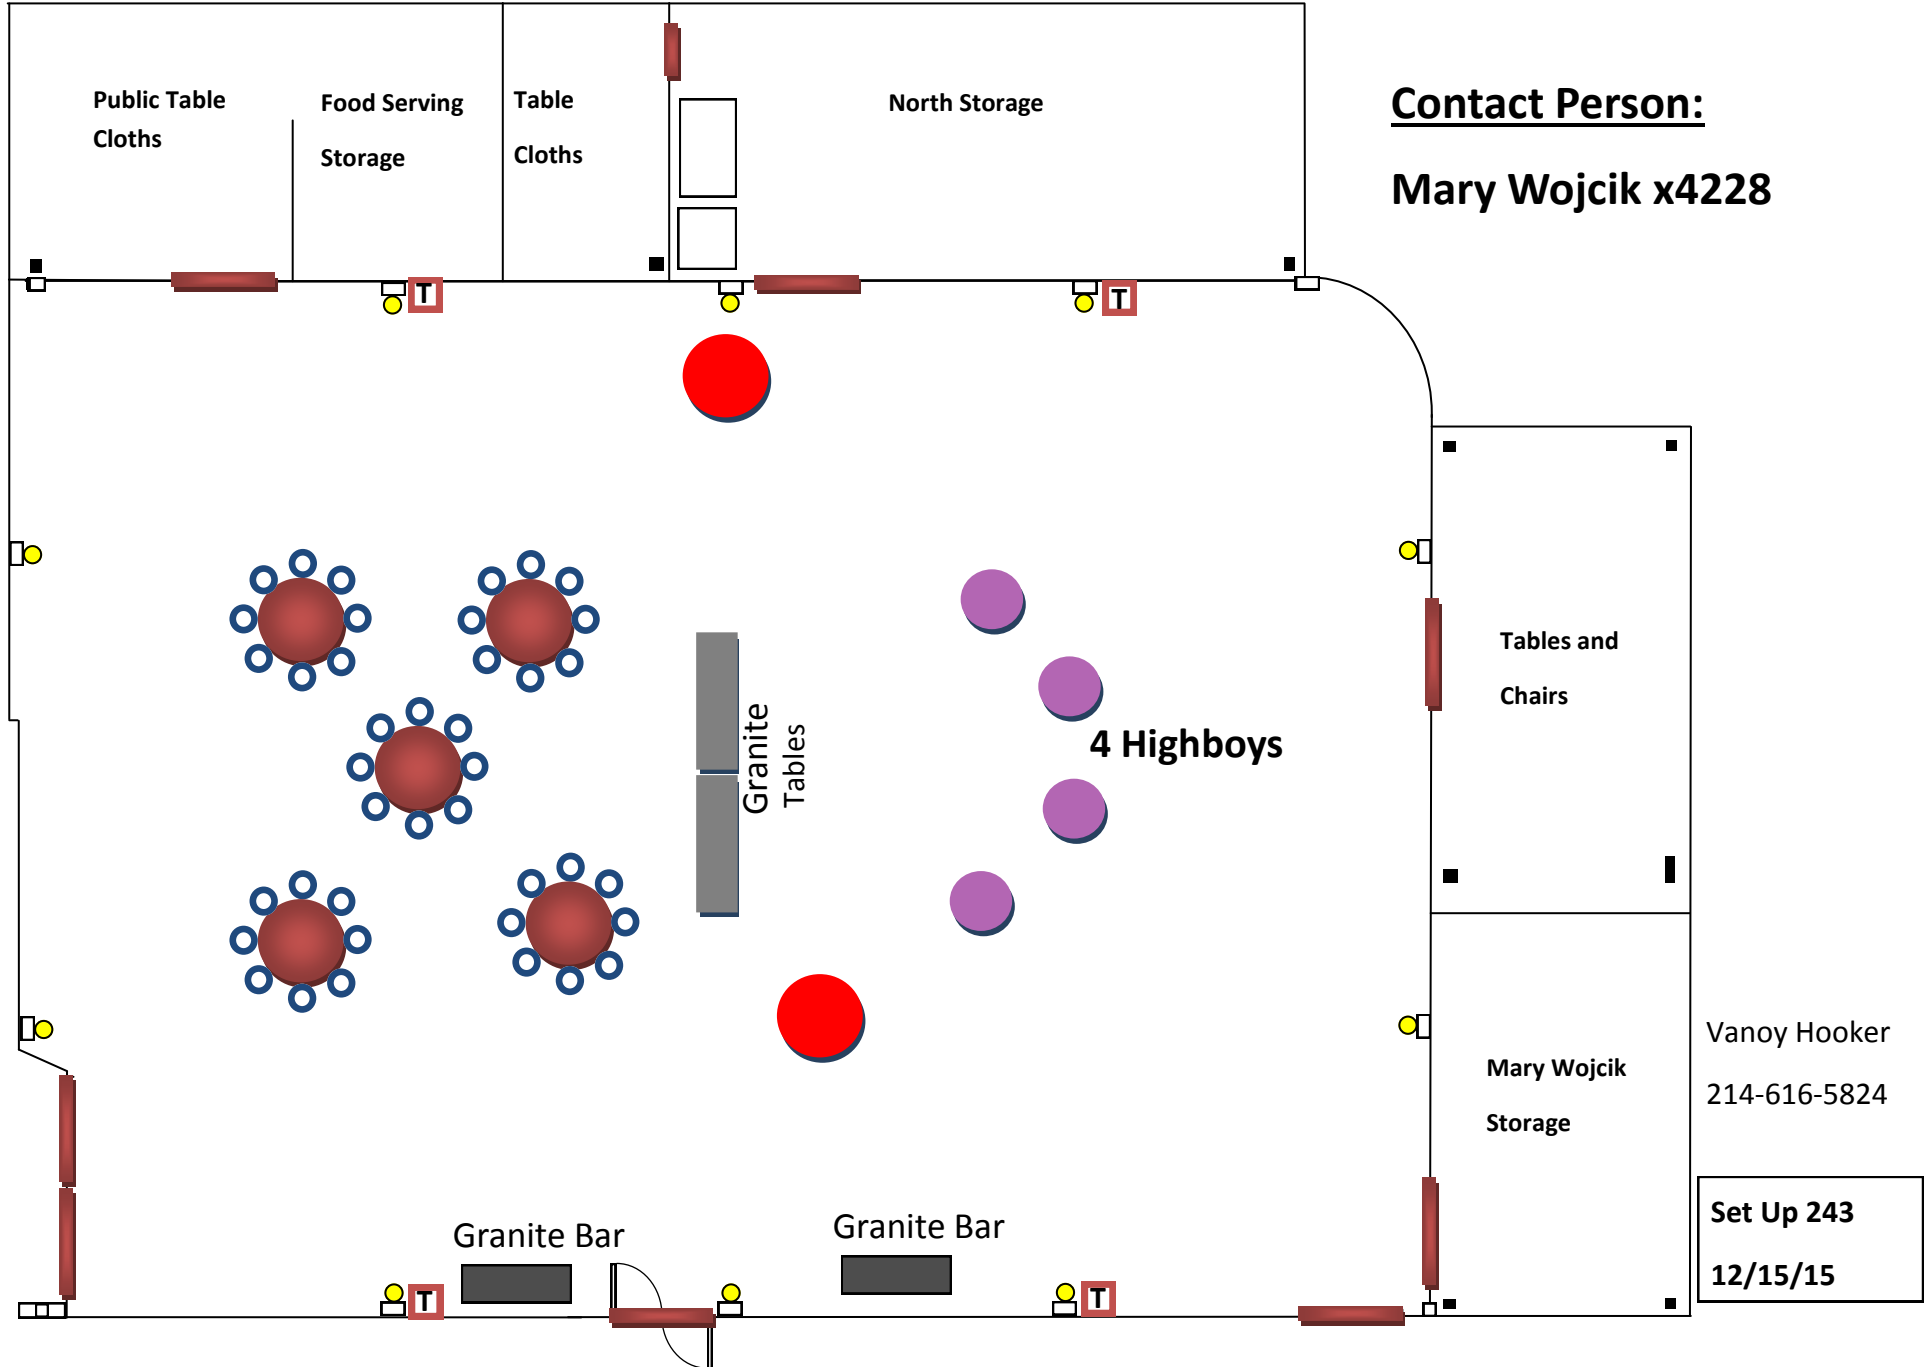 Public Table
Cloths
Food Serving
Storage
Table
Cloths
North Storage
Contact Person:
Mary Wojcik x4228
T
T
Granite
Tables
4 Highboys
Tables and
Chairs
Mary Wojcik
Storage
Vanoy Hooker
214-616-5824
Granite Bar
Granite Bar
T
T
Set Up 243
12/15/15